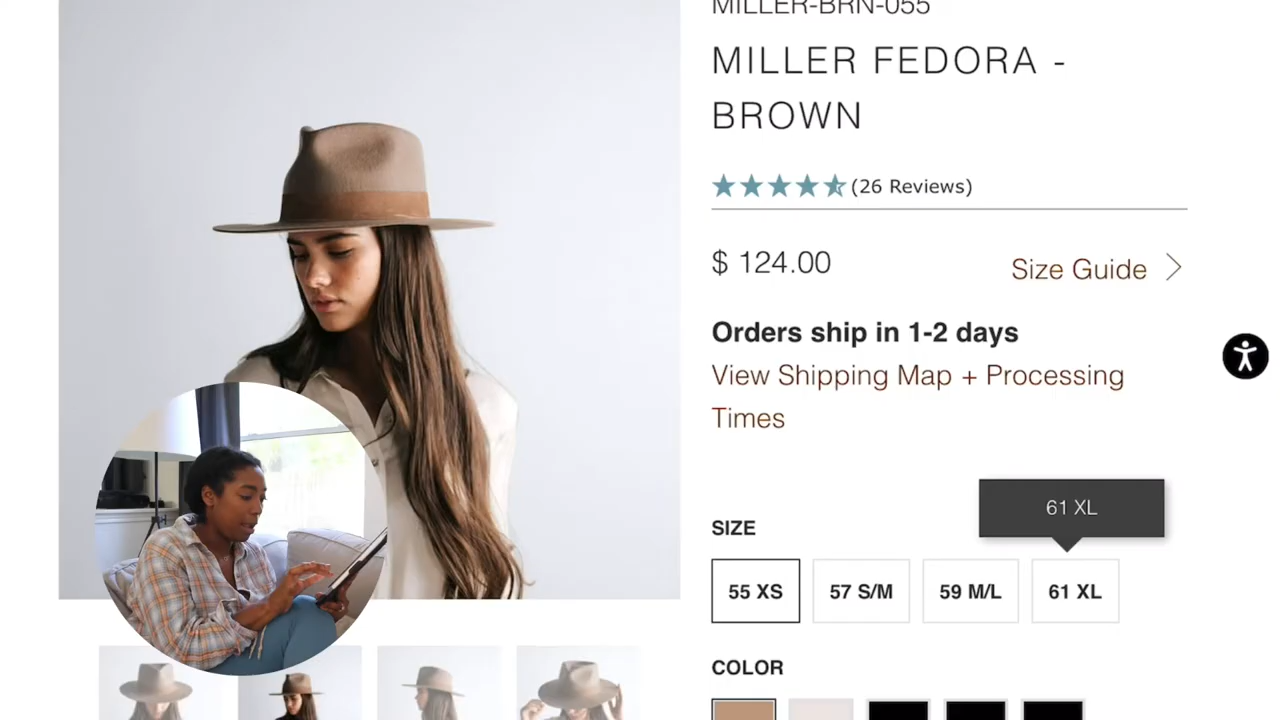 MILLER-BRN-055
MILLER FEDORA -
BROWN
(26 Reviews)
$ 124.00
Size Guide
Orders ship in 1-2 days
View Shipping Map + Processing
Times
61 XL
SIZE
55 XS
57 S/M
59 M/L
61 XL
COLOR